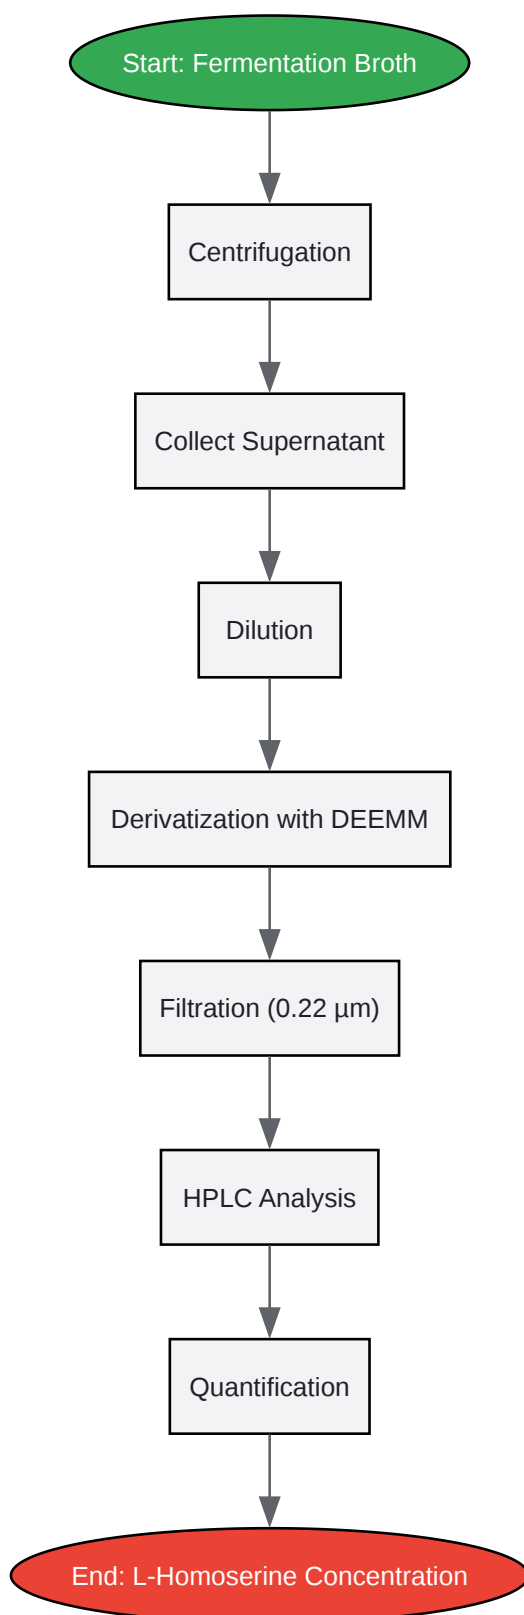 Start: Fermentation Broth
Centrifugation
Collect Supernatant
Dilution
Derivatization with DEEMM
Filtration (0.22 µm)
HPLC Analysis
Quantification
End: L-Homoserine Concentration